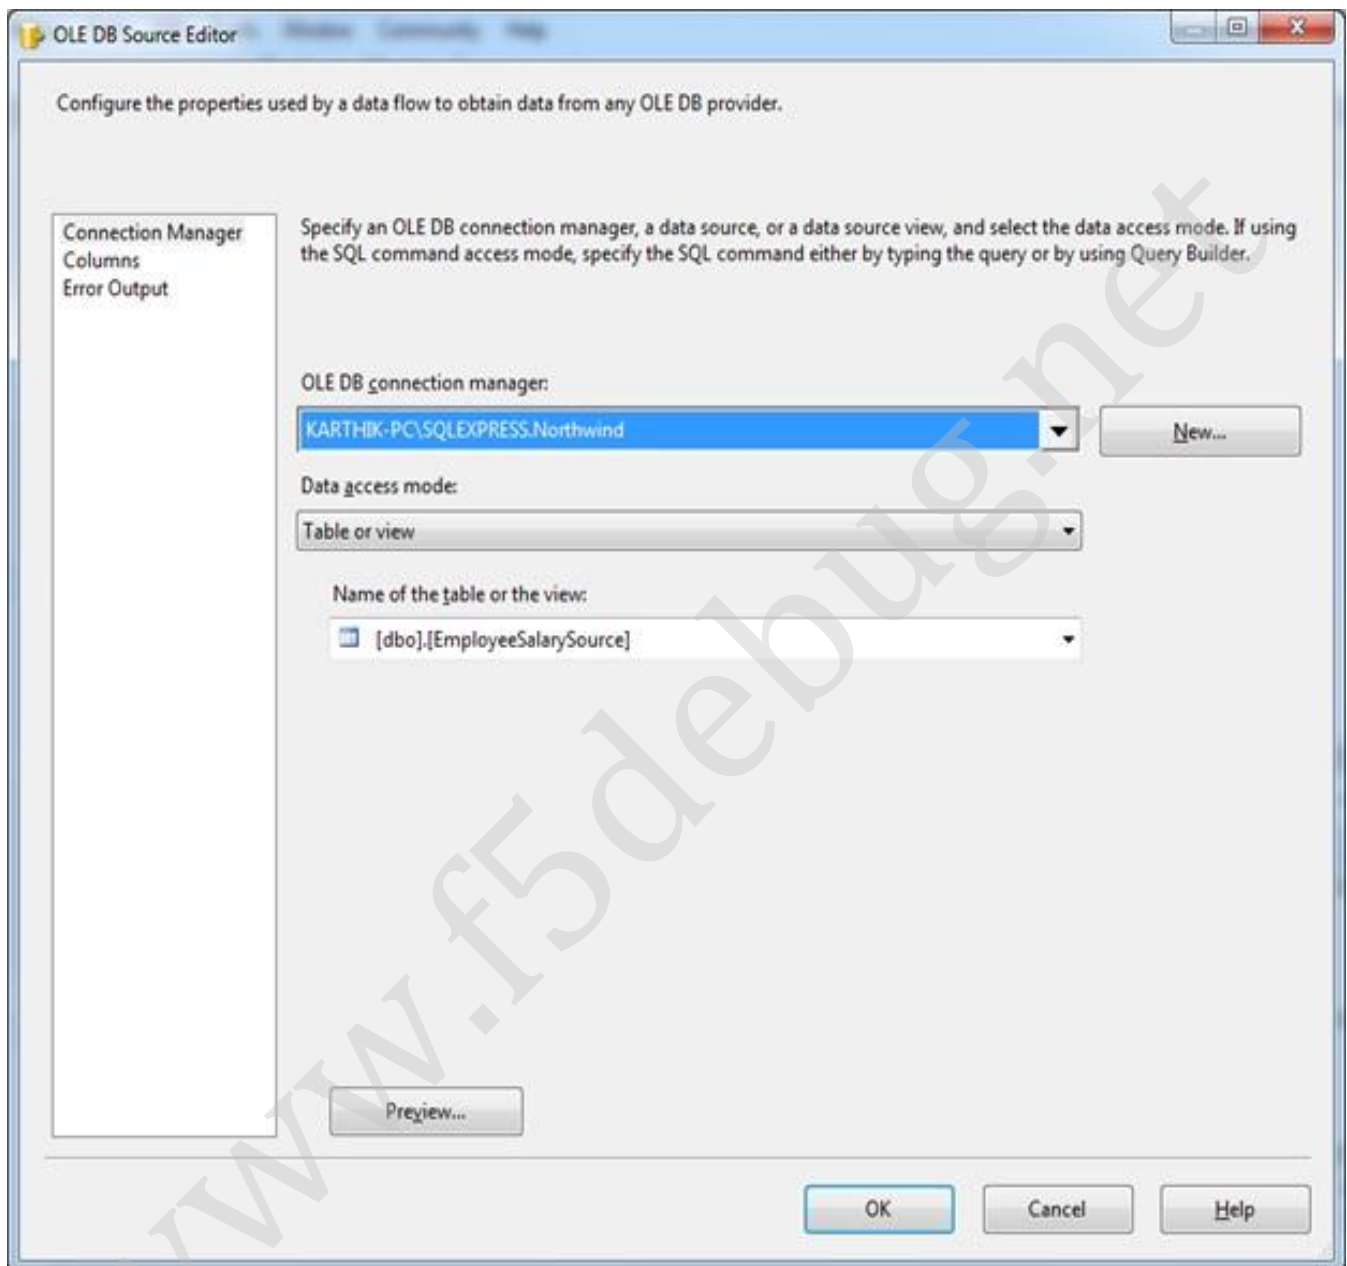 OLE DB Source Editor
Window Community Help
Configure the properties used by a data flow to obtain data from any OLE DB provider.
Connection Manager
Columns
Error Output
Specify an OLE DB connection manager, a data source, or a data source view, and select the data access mode. If using
the SQL command access mode, specify the SQL command either by typing the query or by using Query Builder.
OLE DB connection manager:
KARTHIK-PC\SQLEXPRESS.Northwind
New...
Data access mode:
Table or view
Name of the table or the view:
[dbo].[EmployeeSalarySource]
Preview...
OK
Cancel
Help
www.f5debug.net